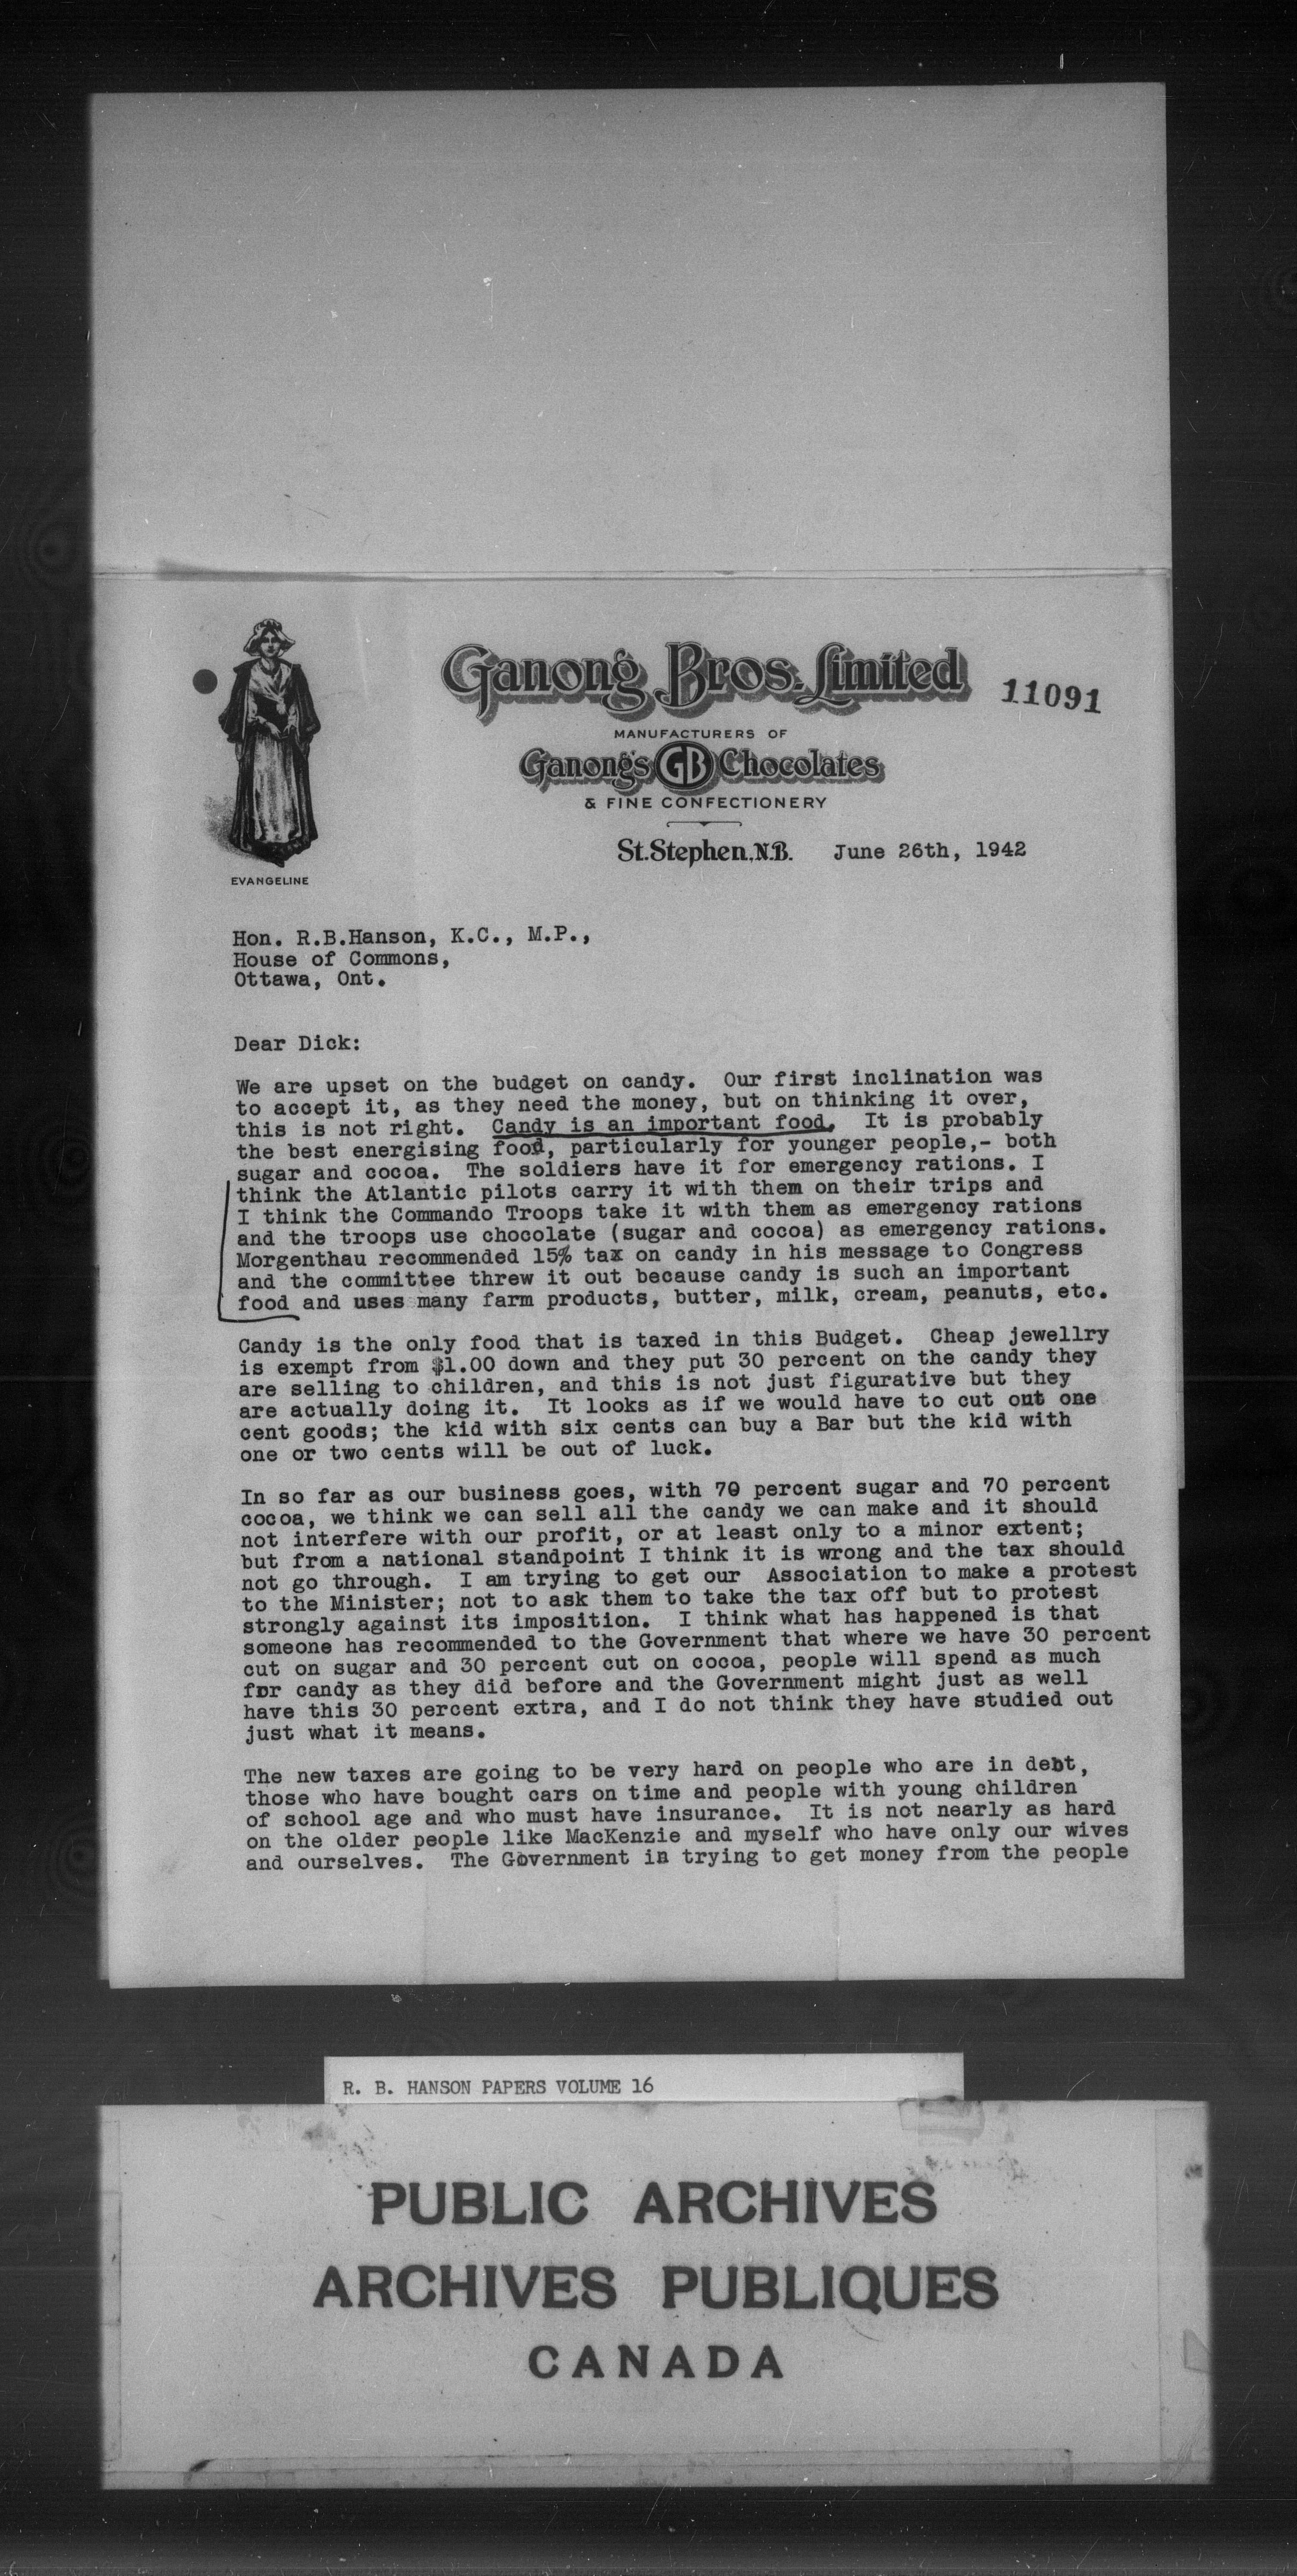 Ganong Bros. Limited
11091
MANUFACTURERS OF
Ganong's GB Chocolates
& FINE CONFECTIONERY
St. Stephen, N.B. June 26th, 1942
EVANGELINE
Hon. R.B.Hanson, K.C., M.P.,
House of Commons,
Ottawa, Ont.
Dear Dick:
We are upset on the budget on candy. Our first inclination was
to accept it, as they need the money, but on thinking it over,
this is not right. Candy is an important food. It is probably
the best energising food, particularly for younger people,- both
sugar and cocoa. The soldiers have it for emergency rations. I
think the Atlantic pilots carry it with them on their trips and
I think the Commando Troops take it with them as emergency rations
and the troops use chocolate (sugar and cocoa) as emergency rations.
Morgenthau recommended 15% tax on candy in his message to Congress
and the committee threw it out because candy is such an important
food and uses many farm products, butter, milk, cream, peanuts, etc.
Candy is the only food that is taxed in this Budget. Cheap jewellry
is exempt from $1.00 down and they put 30 percent on the candy they
are selling to children, and this is not just figurative but they
are actually doing it. It looks as if we would have to cut out one
cent goods; the kid with six cents can buy a Bar but the kid with
one or two cents will be out of luck.
In so far as our business goes, with 70 percent sugar and 70 percent
cocoa, we think we can sell all the candy we can make and it should
not interfere with our profit, or at least only to a minor extent;
but from a national standpoint I think it is wrong and the tax should
not go through. I am trying to get our Association to make a protest
to the Minister; not to ask them to take the tax off but to protest
strongly against its imposition. I think what has happened is that
someone has recommended to the Government that where we have 30 percent
cut on sugar and 30 percent cut on cocoa, people will spend as much
for candy as they did before and the Government might just as well
have this 30 percent extra, and I do not think they have studied out
just what it means.
The new taxes are going to be very hard on people who are in debt,
those who have bought cars on time and people with young children
of school age and who must have insurance. It is not nearly as hard
on the older people like MacKenzie and myself who have only our wives
and ourselves. The Government in trying to get money from the people
R. B. HANSON PAPERS VOLUME 16
PUBLIC ARCHIVES
ARCHIVES PUBLIQUES
CANADA